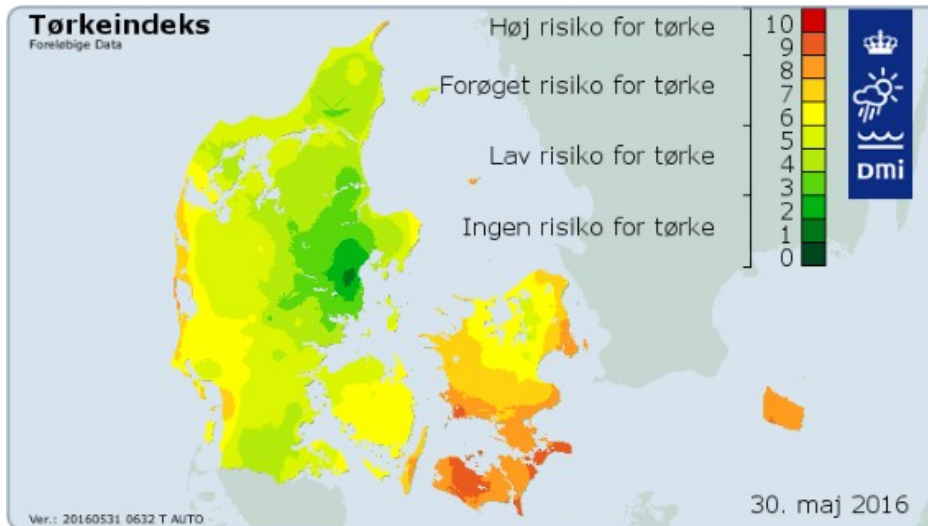 Tørkeindeks
Foreløbige Data
Høj risiko for tørke
Forøget risiko for tørke
Lav risiko for tørke
Ingen risiko for tørke
10
9
8
7
6
5
4
3
2
1
0
DMI
30. maj 2016
Ver.: 20160531 0632 T AUTO